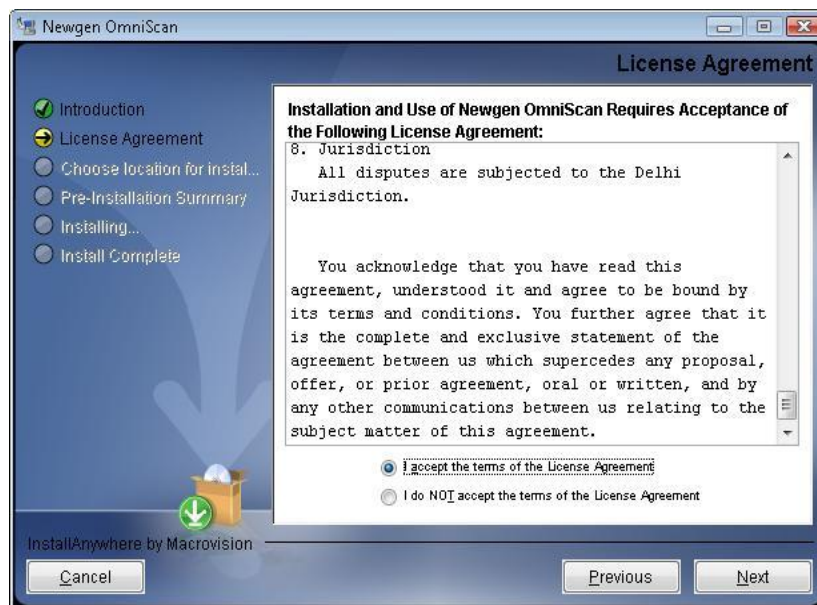 Newgen OmniScan
License Agreement
Introduction
License Agreement
Choose location for instal...
Pre-Installation Summary
Installing...
Install Complete
Installation and Use of Newgen OmniScan Requires Acceptance of
the Following License Agreement:
8. Jurisdiction
All disputes are subjected to the Delhi
Jurisdiction.
You acknowledge that you have read this
agreement, understood it and agree to be bound by
its terms and conditions. You further agree that it
is the complete and exclusive statement of the
agreement between us which supercedes any proposal,
offer, or prior agreement, oral or written, and by
any other communications between us relating to the
subject matter of this agreement.
I accept the terms of the License Agreement
I do NOT accept the terms of the License Agreement
InstallAnywhere by Macrovision
Cancel
Previous
Next